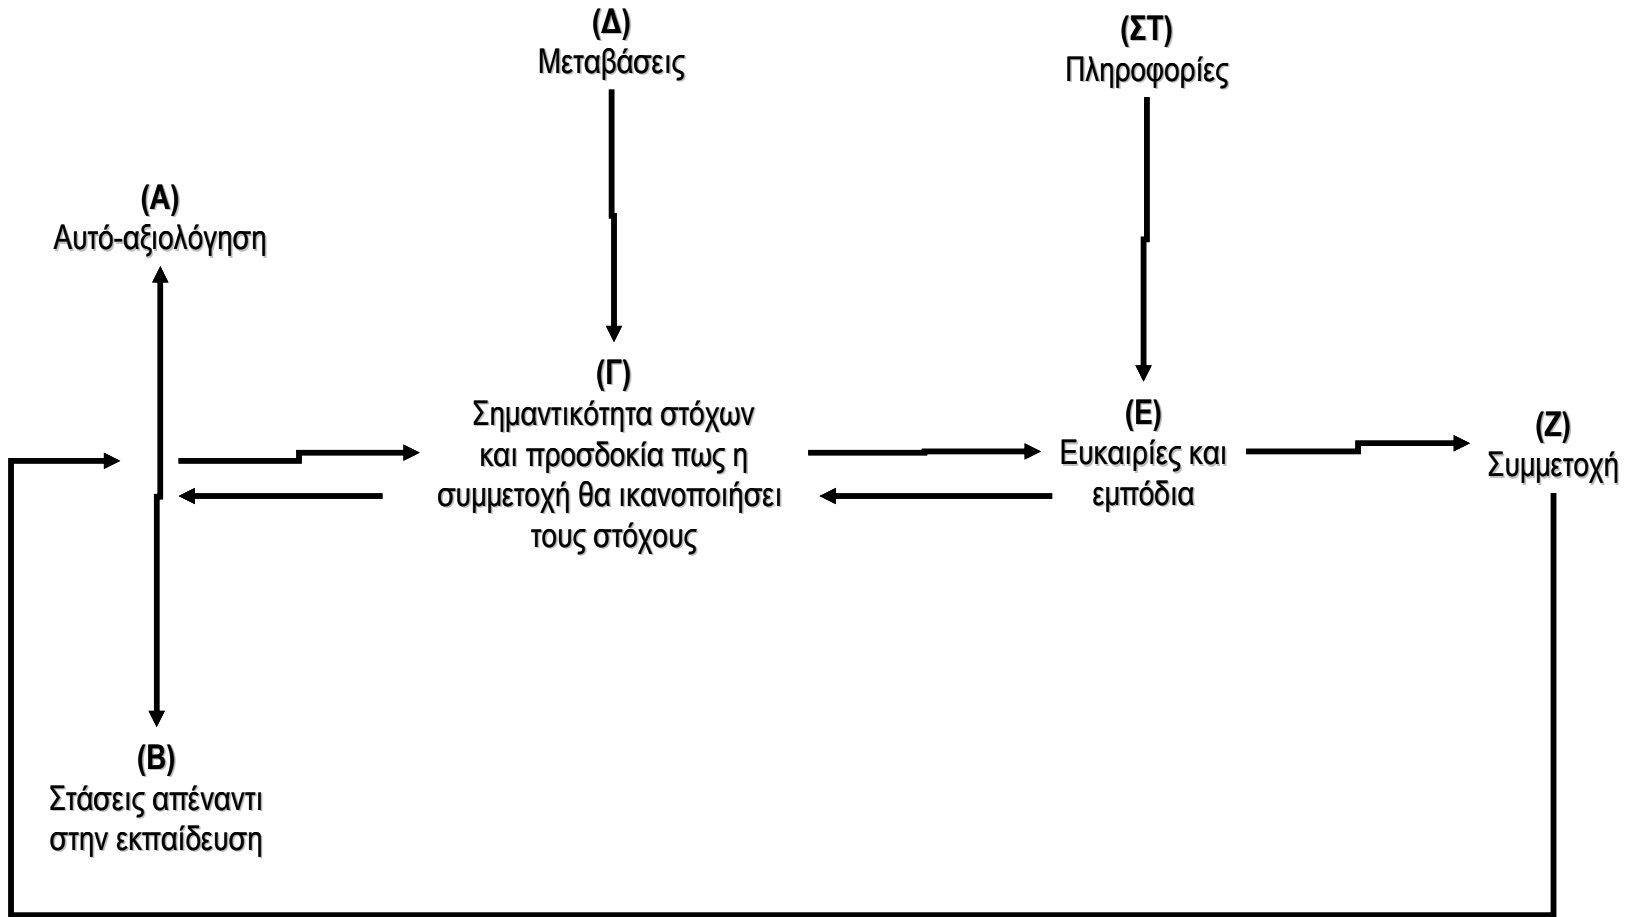 (Δ)
Μεταβάσεις
(ΣΤ)
Πληροφορίες
(Α)
Αυτό-αξιολόγηση
(Γ)
Σημαντικότητα στόχων
και προσδοκία πως η
συμμετοχή θα ικανοποιήσει
τους στόχους
(Ε)
Ευκαιρίες και
εμπόδια
(Ζ)
Συμμετοχή
(Β)
Στάσεις απέναντι
στην εκπαίδευση